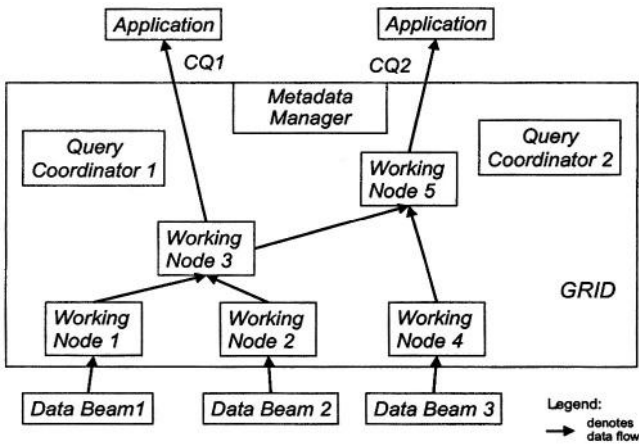 Application
Application
CQ1
CQ2
Metadata
Manager
Query
Coordinator 1
Query
Coordinator 2
Working
Node 5
Working
Node 3
GRID
Working
Node 1
Working
Node 2
Working
Node 4
Data Beam1
Data Beam 2
Data Beam 3
Legend:
denotes
data flow